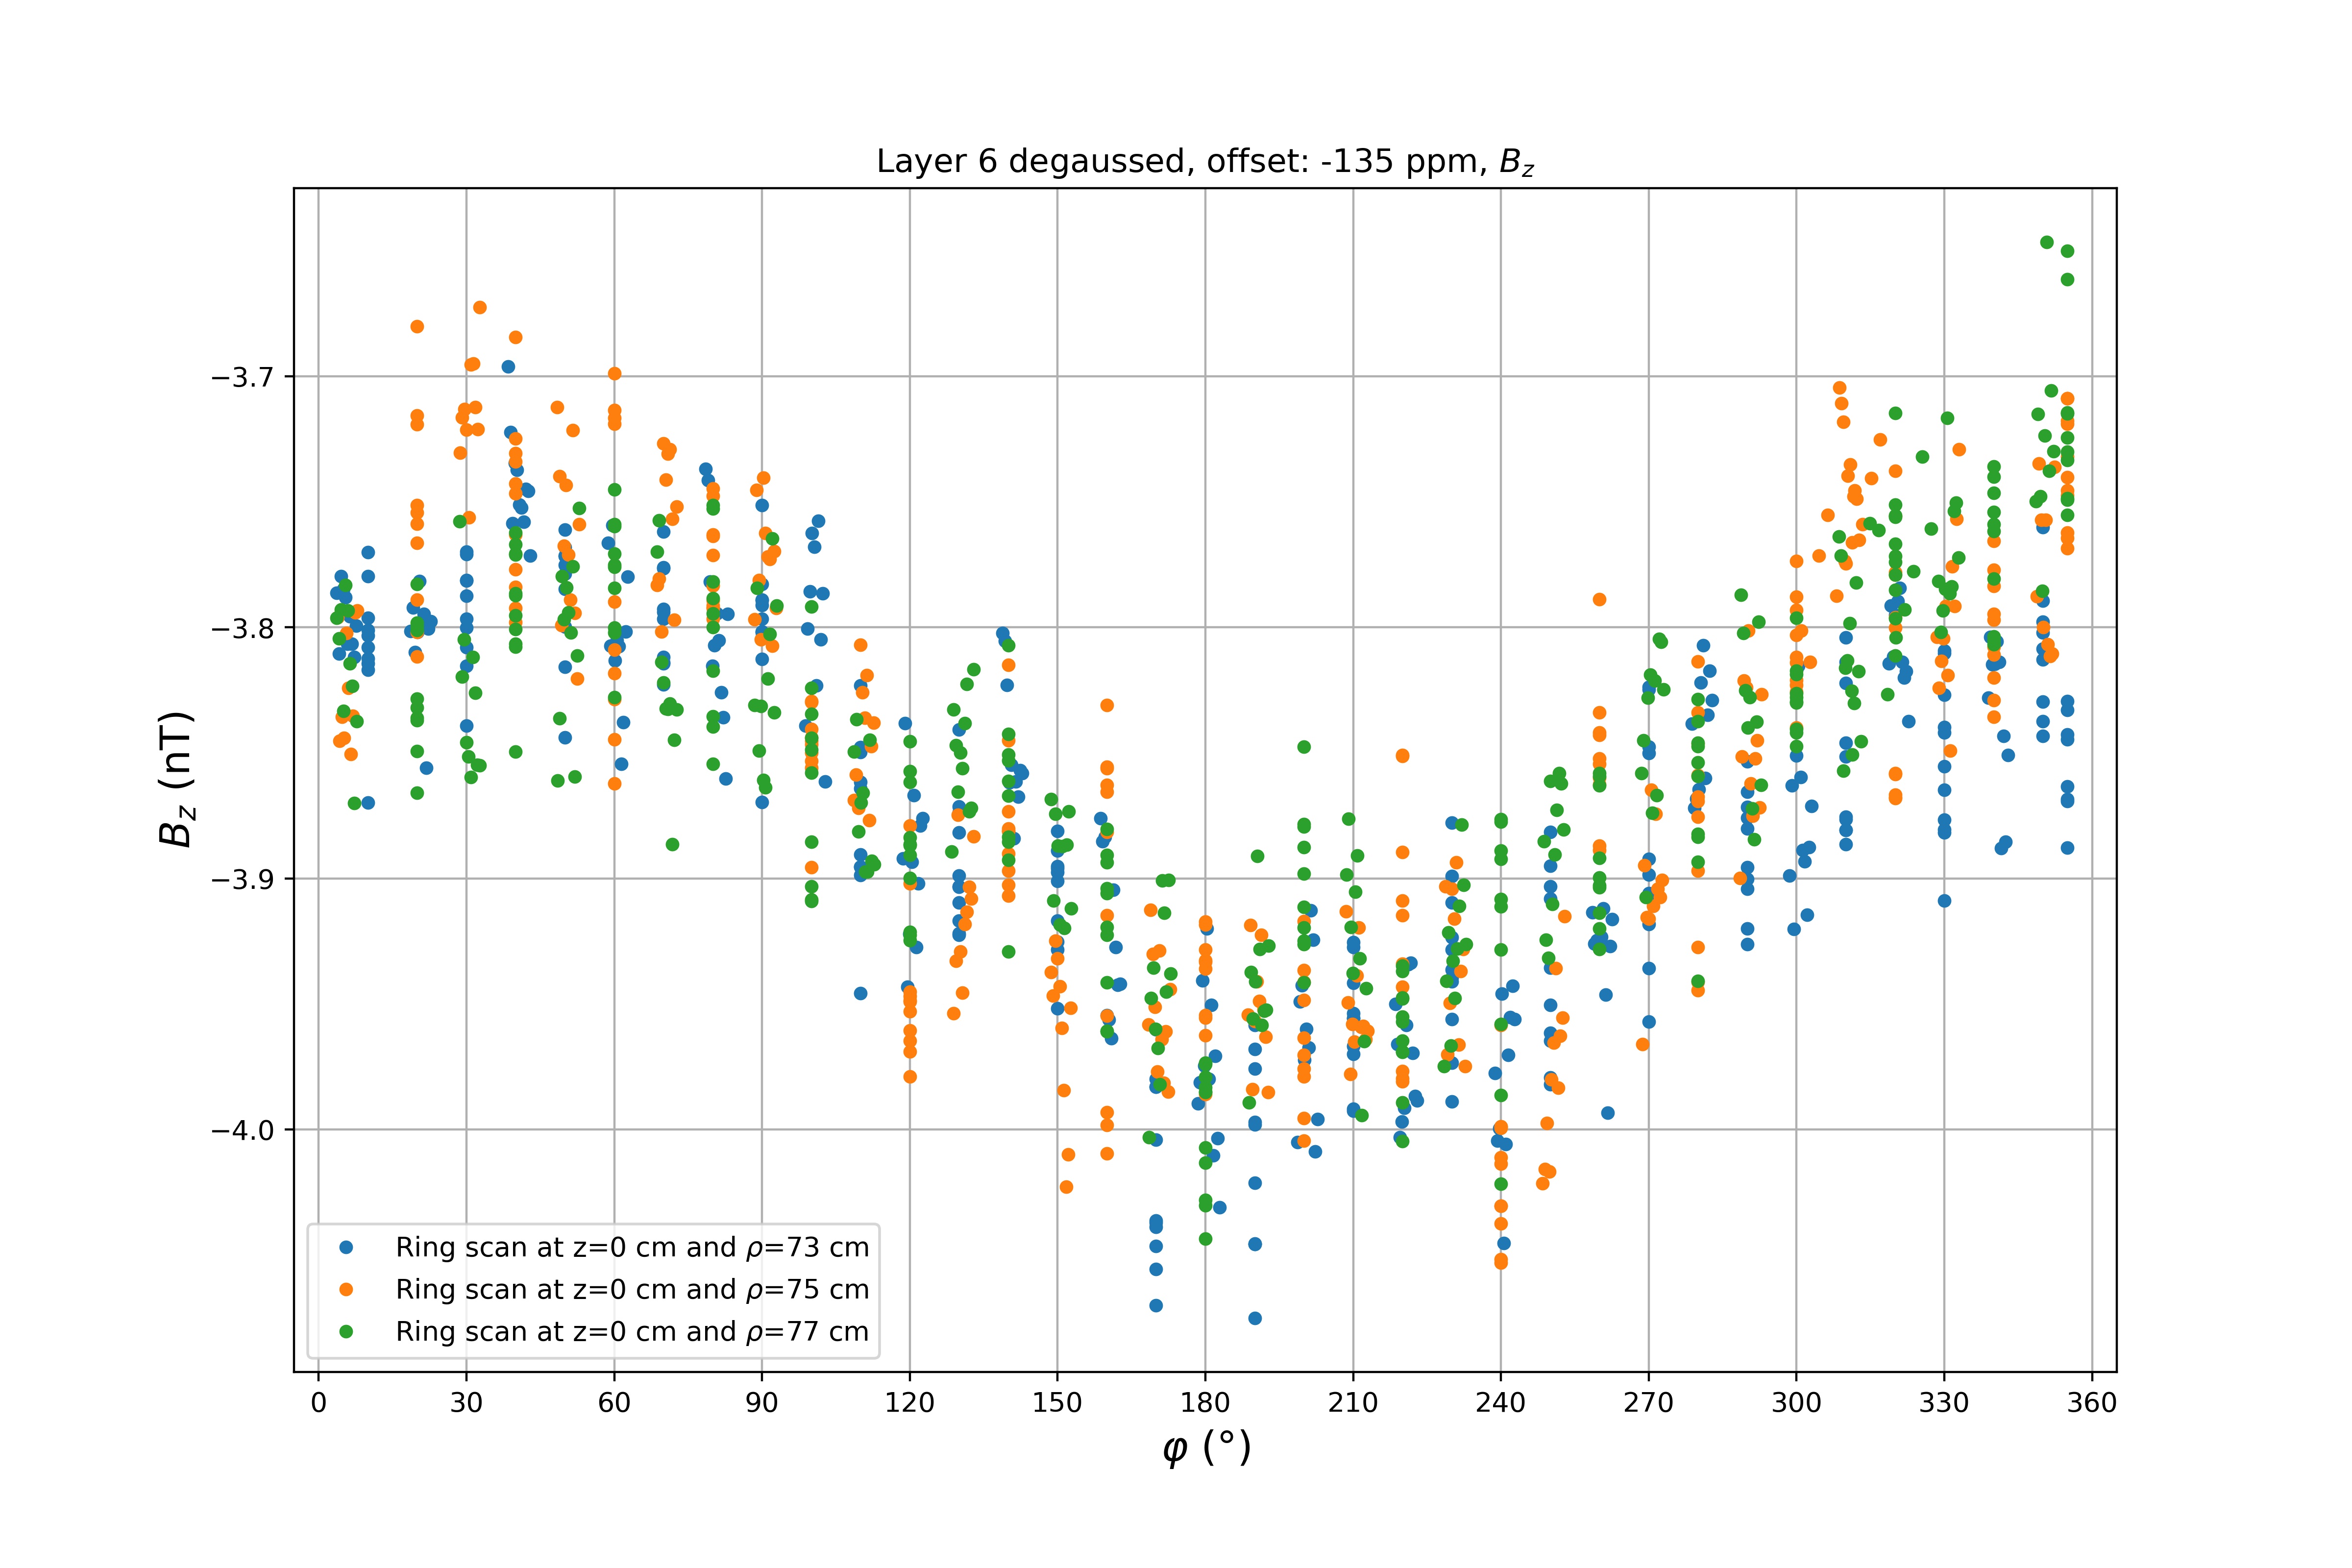 Layer 6 degaussed, offset: -135 ppm, B_z
−3.7
−3.8
−3.9
−4.0
B_z (nT)
Ring scan at z=0 cm and ρ=73 cm
Ring scan at z=0 cm and ρ=75 cm
Ring scan at z=0 cm and ρ=77 cm
0 30 60 90 120 150 180 210 240 270 300 330 360
φ (°)